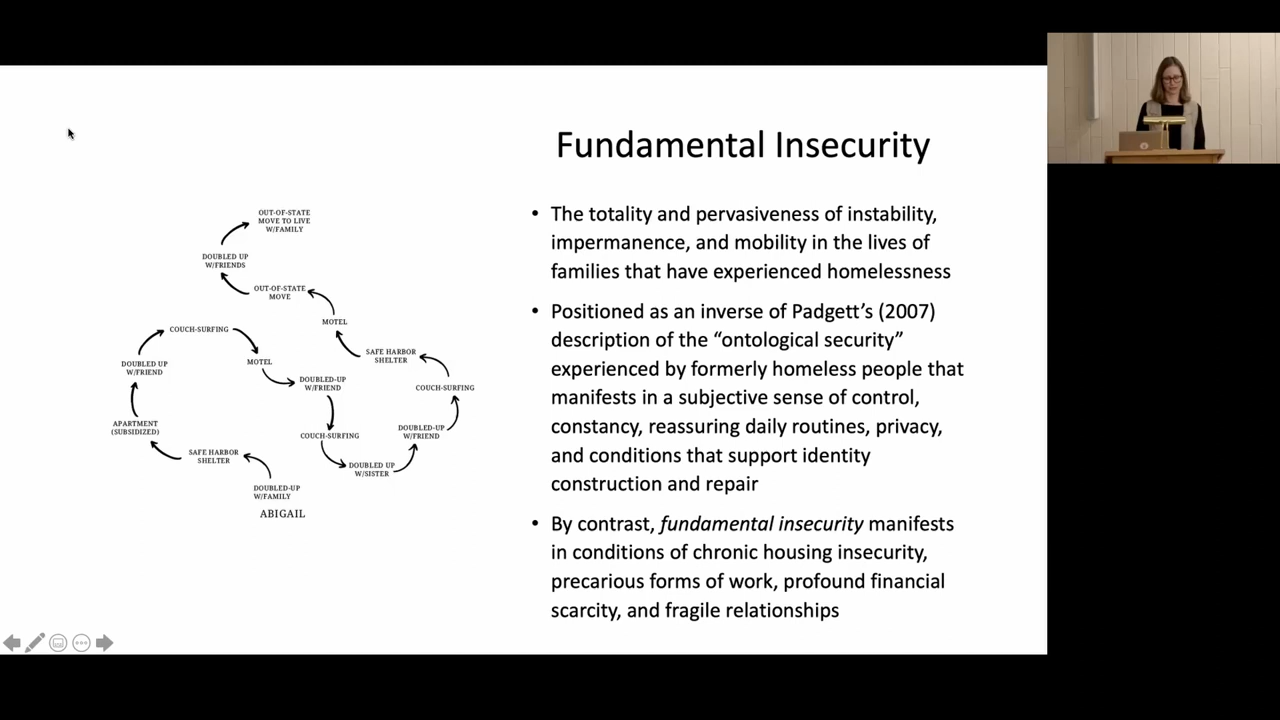 Fundamental Insecurity
• The totality and pervasiveness of instability,
impermanence, and mobility in the lives of
families that have experienced homelessness
• Positioned as an inverse of Padgett’s (2007)
description of the “ontological security”
experienced by formerly homeless people that
manifests in a subjective sense of control,
constancy, reassuring daily routines, privacy,
and conditions that support identity
construction and repair
• By contrast, fundamental insecurity manifests
in conditions of chronic housing insecurity,
precarious forms of work, profound financial
scarcity, and fragile relationships
OUT-OF-STATE
MOVE TO LIVE
W/FAMILY
DOUBLED UP
W/FRIENDS
OUT-OF-STATE
MOVE
MOTEL
SAFE HARBOR
SHELTER
COUCH-SURFING
DOUBLED-UP
W/FRIEND
DOUBLED UP
W/SISTER
COUCH-SURFING
DOUBLED-UP
W/FRIEND
MOTEL
COUCH-SURFING
DOUBLED UP
W/FRIEND
APARTMENT
(SUBSIDIZED)
SAFE HARBOR
SHELTER
DOUBLED-UP
W/FAMILY
ABIGAIL